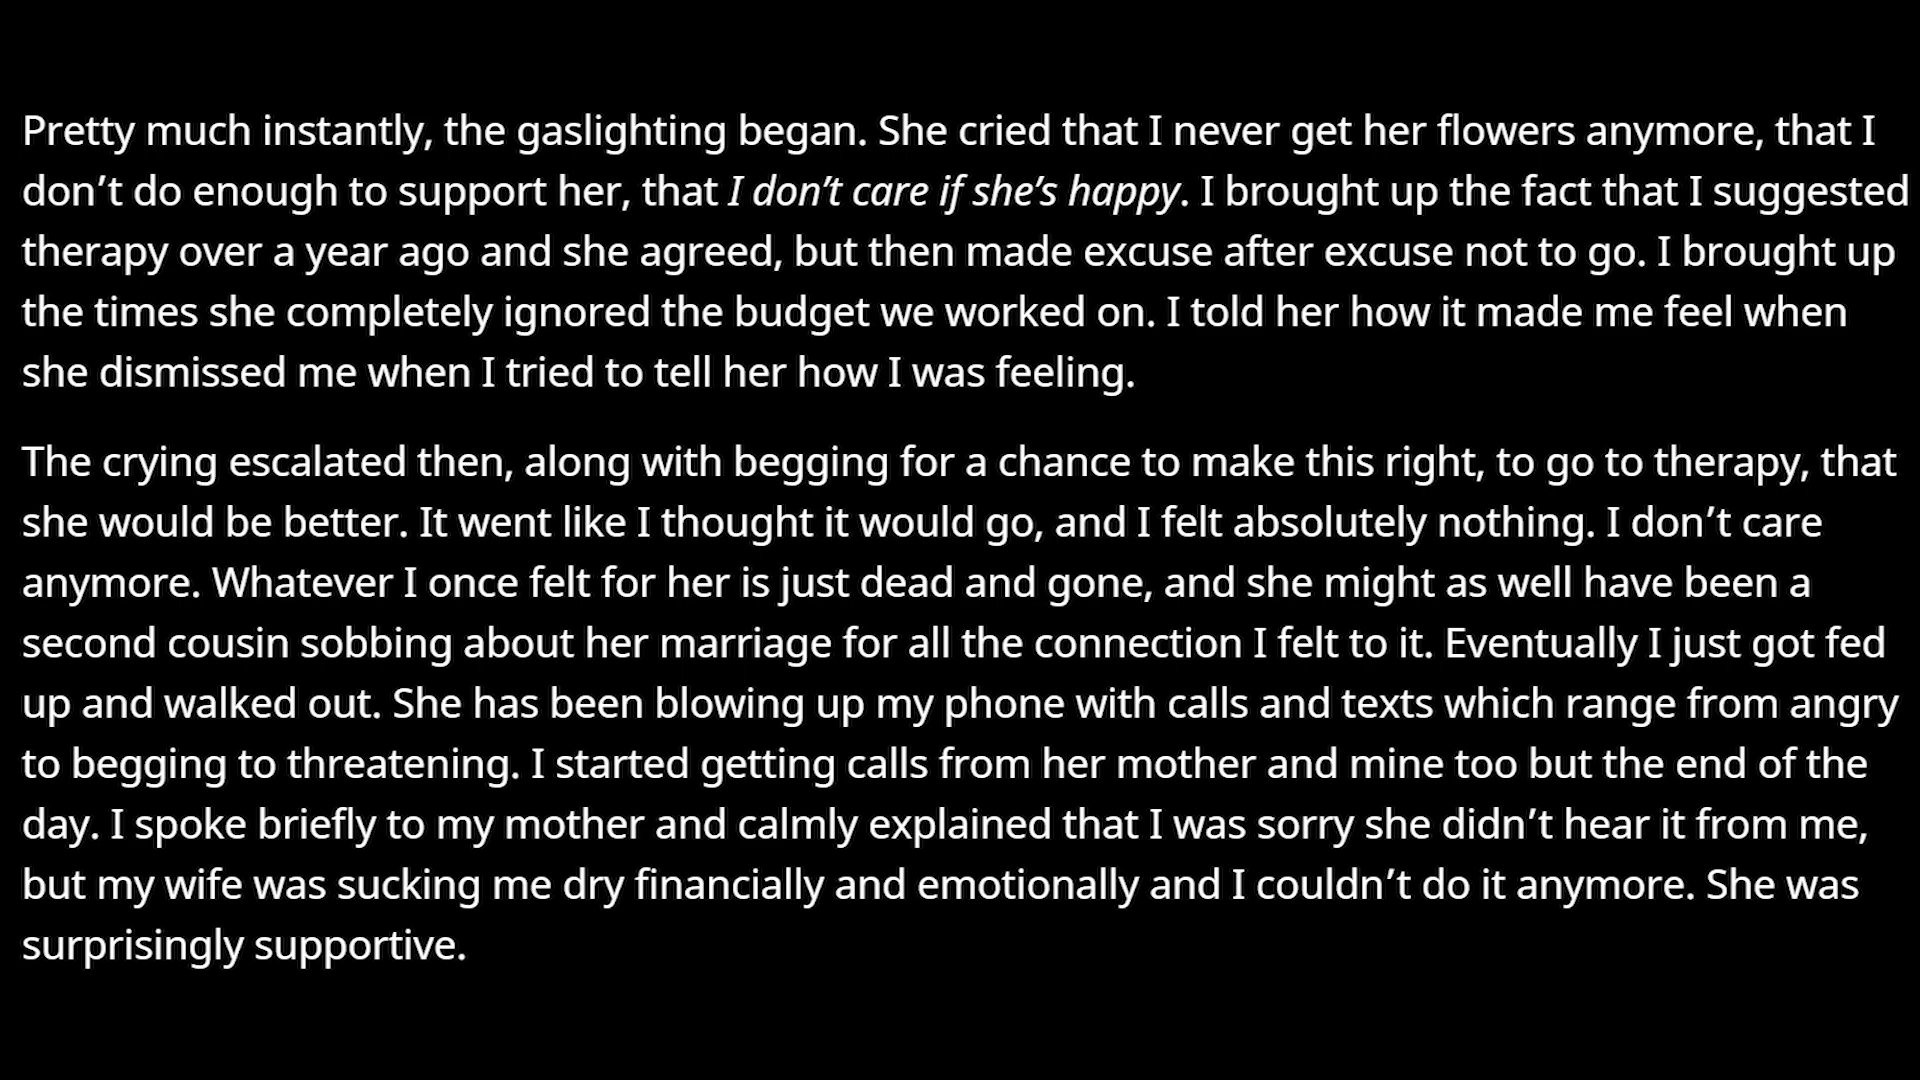 Pretty much instantly, the gaslighting began. She cried that I never get her flowers anymore, that I
don’t do enough to support her, that I don’t care if she’s happy. I brought up the fact that I suggested
therapy over a year ago and she agreed, but then made excuse after excuse not to go. I brought up
the times she completely ignored the budget we worked on. I told her how it made me feel when
she dismissed me when I tried to tell her how I was feeling.
The crying escalated then, along with begging for a chance to make this right, to go to therapy, that
she would be better. It went like I thought it would go, and I felt absolutely nothing. I don’t care
anymore. Whatever I once felt for her is just dead and gone, and she might as well have been a
second cousin sobbing about her marriage for all the connection I felt to it. Eventually I just got fed
up and walked out. She has been blowing up my phone with calls and texts which range from angry
to begging to threatening. I started getting calls from her mother and mine too but the end of the
day. I spoke briefly to my mother and calmly explained that I was sorry she didn’t hear it from me,
but my wife was sucking me dry financially and emotionally and I couldn’t do it anymore. She was
surprisingly supportive.